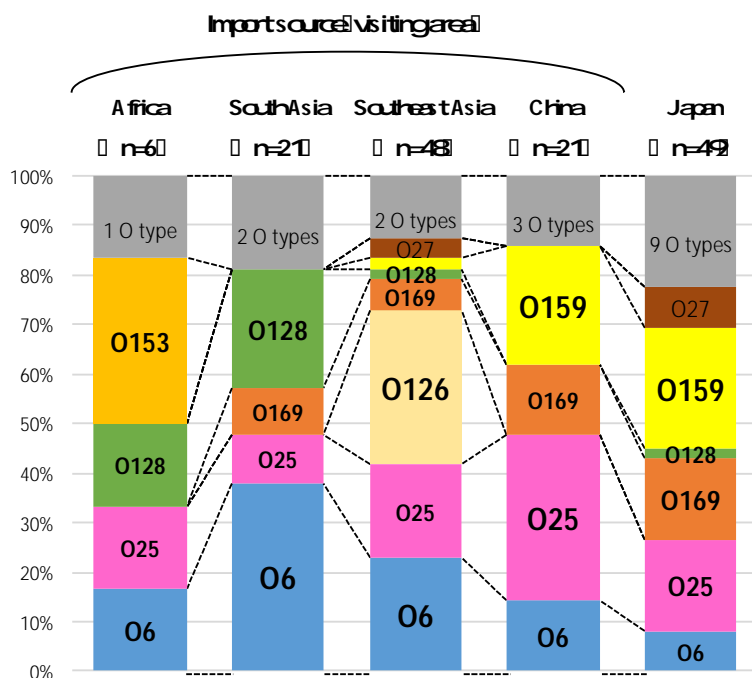 Import source（visiting area）
Africa South Asia Southeast Asia China Japan
（n=6） （n=21） （n=48） （n=21） （n=49）
100%
90%
80%
70%
60%
50%
40%
30%
20%
10%
0%
1 O type
O153
O128
O25
O6
2 O types
O128
O169
O25
O6
2 O types
O27
O128
O169
O126
O25
O6
3 O types
O159
O169
O25
O6
9 O types
O27
O159
O128
O169
O25
O6